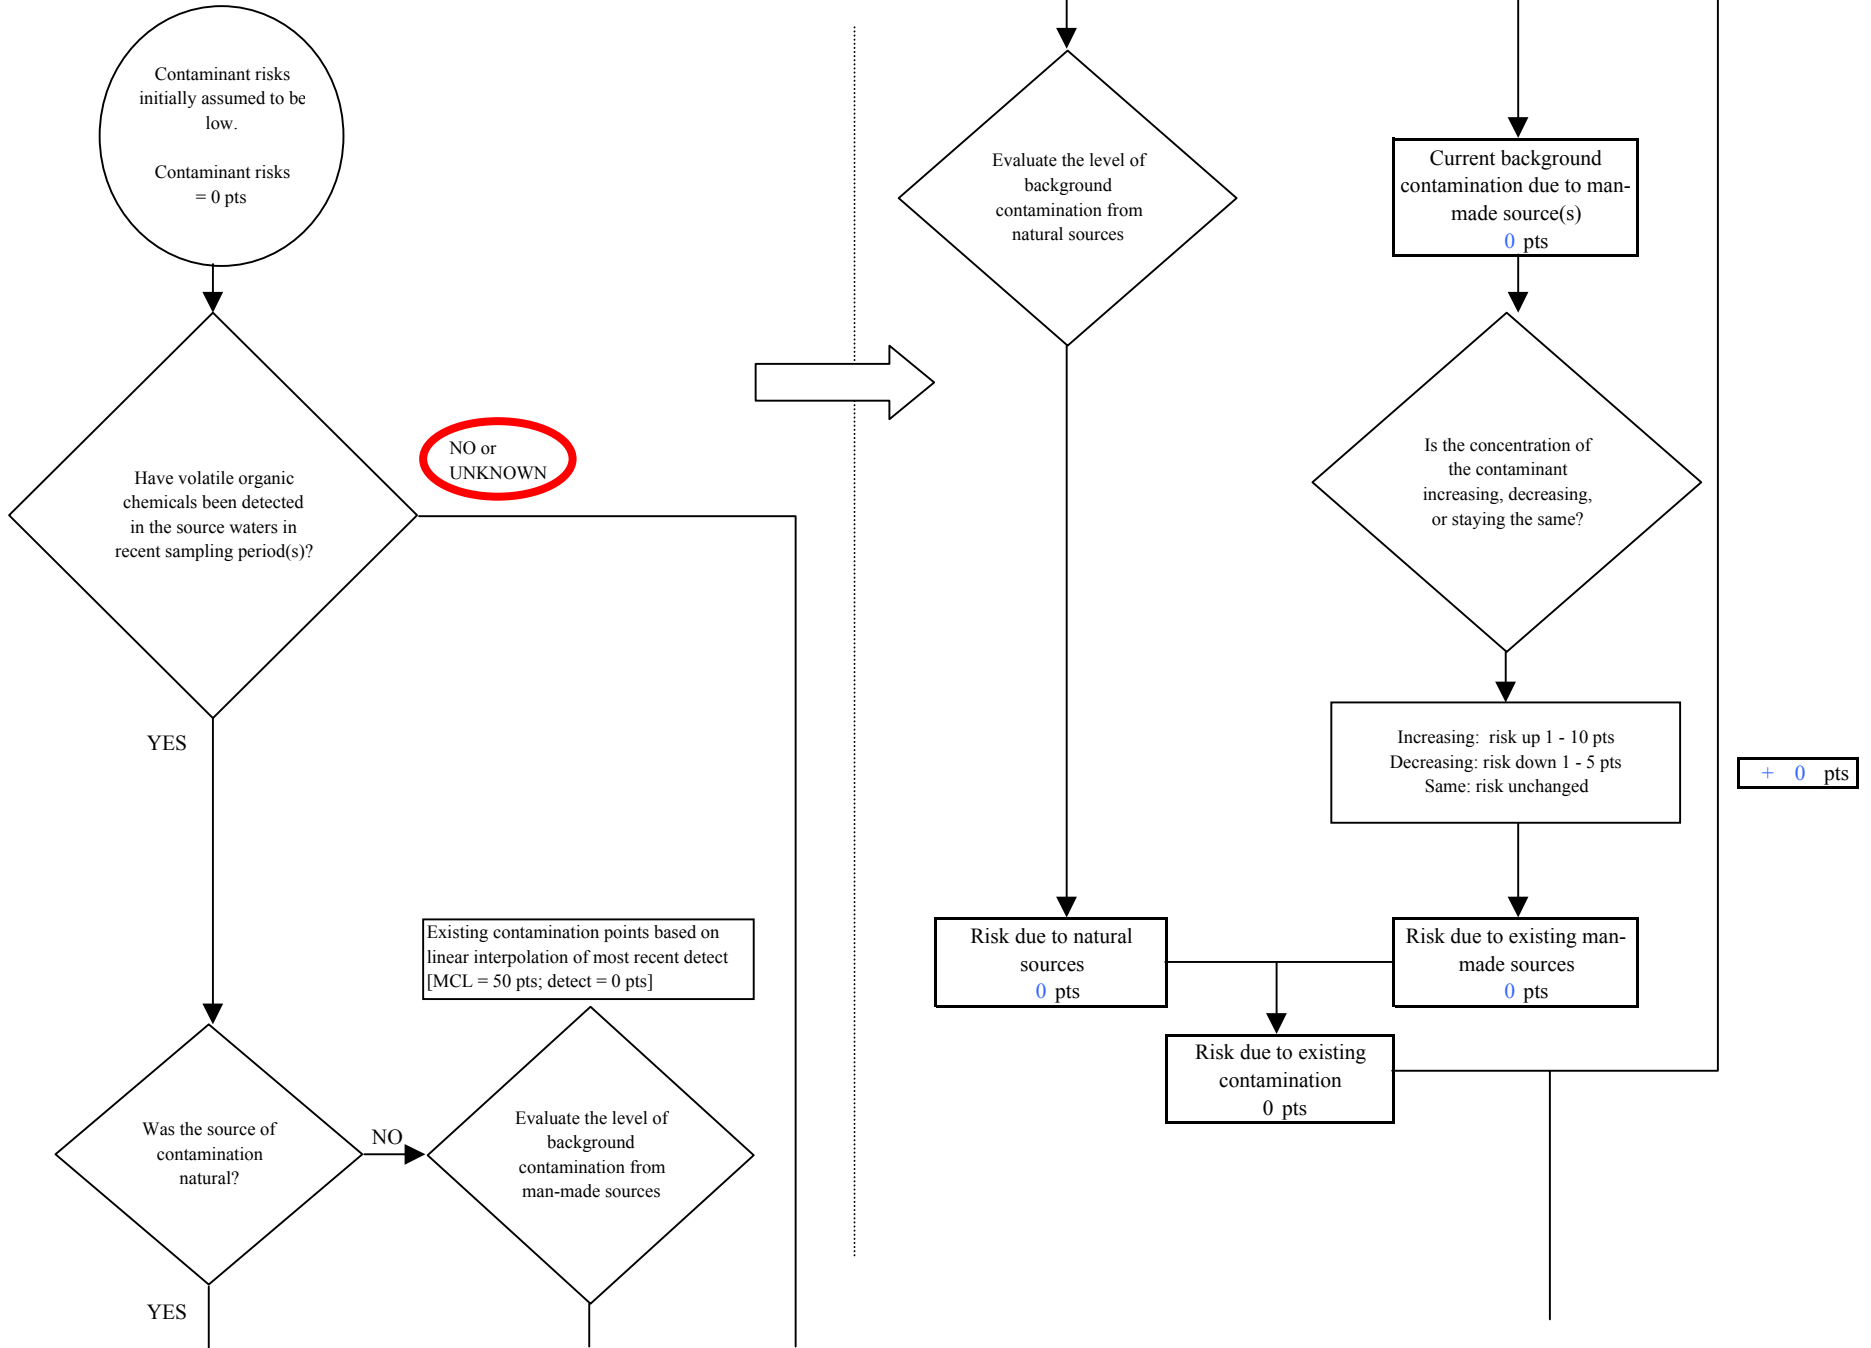 Contaminant risks
initially assumed to be
low.
Contaminant risks
= 0 pts
Have volatile organic
chemicals been detected
in the source waters in
recent sampling period(s)?
NO or
UNKNOWN
YES
Existing contamination points based on
linear interpolation of most recent detect
[MCL = 50 pts; detect = 0 pts]
Was the source of
contamination
natural?
NO
Evaluate the level of
background
contamination from
man-made sources
YES
Evaluate the level of
background
contamination from
natural sources
Current background
contamination due to man-
made source(s)
0 pts
Is the concentration of
the contaminant
increasing, decreasing,
or staying the same?
Increasing: risk up 1 - 10 pts
Decreasing: risk down 1 - 5 pts
Same: risk unchanged
+ 0 pts
Risk due to natural
sources
0 pts
Risk due to existing man-
made sources
0 pts
Risk due to existing
contamination
0 pts